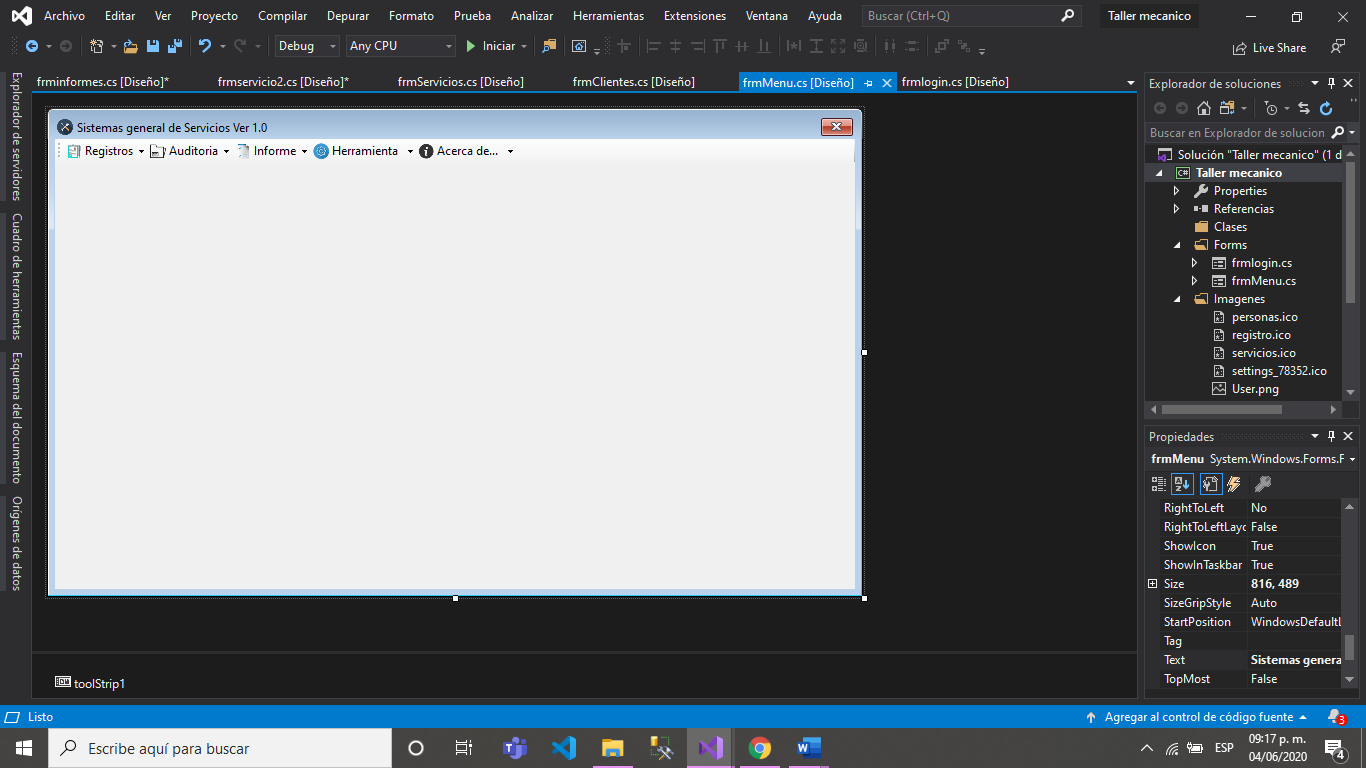 Archivo Editar Ver Proyecto Compilar Depurar Formato Prueba Analizar Herramientas Extensiones Ventana Ayuda Buscar (Ctrl+Q) Taller mecanico
Debug Any CPU Iniciar Live Share
frminformes.cs [Diseño]* frmservicio2.cs [Diseño]* frmServicios.cs [Diseño] frmClientes.cs [Diseño] frmMenu.cs [Diseño] frmlogin.cs [Diseño]
Explorador de servidores
Cuadro de herramientas
Esquema del documento
Orígenes de datos
Sistemas general de Servicios Ver 1.0
Registros Auditoria Informe Herramienta Acerca de...
toolStrip1
Explorador de soluciones
Buscar en Explorador de solucion
Solución "Taller mecanico" (1 d
C# Taller mecanico
Properties
Referencias
Clases
Forms
frmlogin.cs
frmMenu.cs
Imagenes
personas.ico
registro.ico
servicios.ico
settings_78352.ico
User.png
Propiedades
frmMenu System.Windows.Forms.F
RightToLeft No
RightToLeftLayo False
ShowIcon True
ShowInTaskbar True
Size 816, 489
SizeGripStyle Auto
StartPosition WindowsDefaultL
Tag
Text Sistemas genera
TopMost False
Listo Agregar al control de código fuente 3
Escribe aquí para buscar
ESP
09:17 p. m.
04/06/2020
4